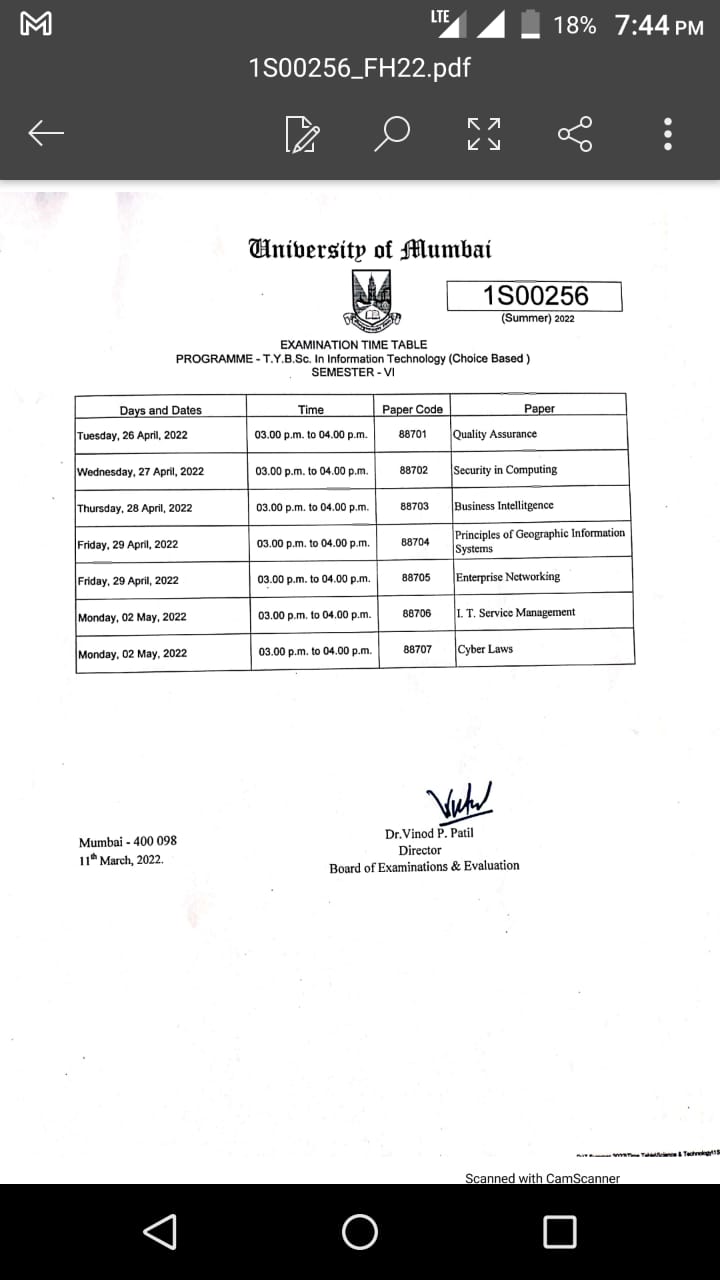 LTE 18% 7:44 PM
1S00256_FH22.pdf
University of Mumbai
1S00256
(Summer) 2022
EXAMINATION TIME TABLE
PROGRAMME - T.Y.B.Sc. In Information Technology (Choice Based )
SEMESTER - VI
Days and Dates Time Paper Code Paper
Tuesday, 26 April, 2022 03.00 p.m. to 04.00 p.m. 88701 Quality Assurance
Wednesday, 27 April, 2022 03.00 p.m. to 04.00 p.m. 88702 Security in Computing
Thursday, 28 April, 2022 03.00 p.m. to 04.00 p.m. 88703 Business Intellitgence
Friday, 29 April, 2022 03.00 p.m. to 04.00 p.m. 88704 Principles of Geographic Information
Systems
Friday, 29 April, 2022 03.00 p.m. to 04.00 p.m. 88705 Enterprise Networking
Monday, 02 May, 2022 03.00 p.m. to 04.00 p.m. 88706 I. T. Service Management
Monday, 02 May, 2022 03.00 p.m. to 04.00 p.m. 88707 Cyber Laws
Dr.Vinod P. Patil
Mumbai - 400 098
Director
11th March, 2022.
Board of Examinations & Evaluation
& Technology
Scanned with CamScanner